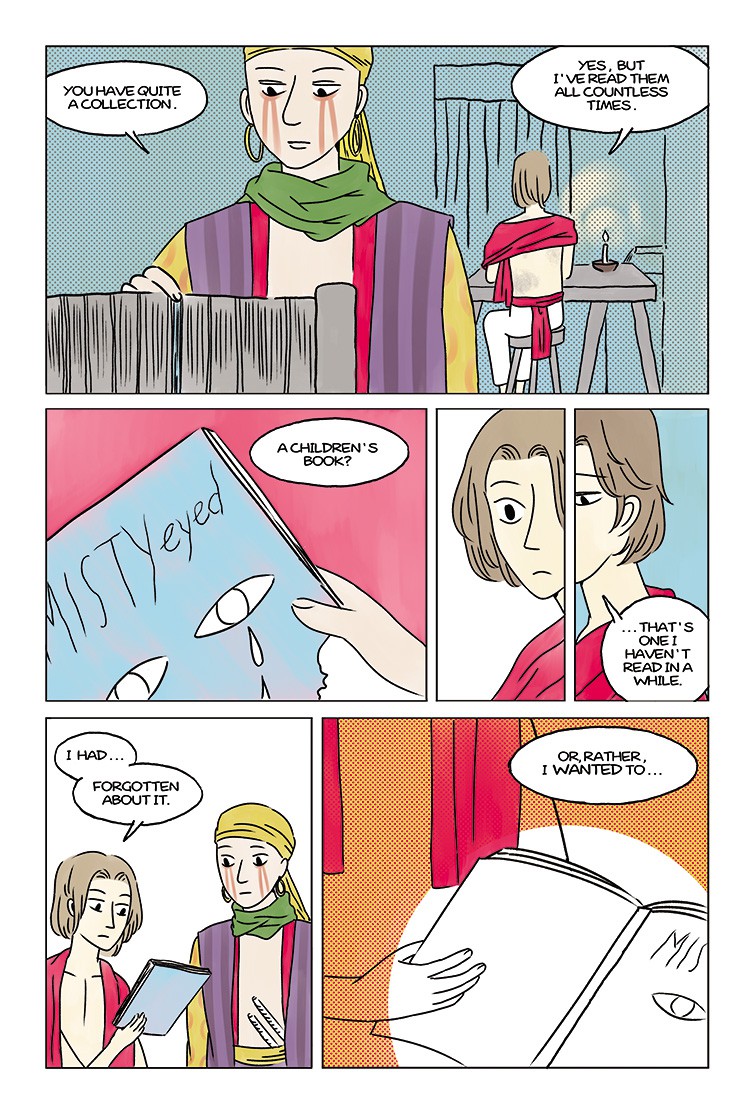 YOU HAVE QUITE
A COLLECTION.
YES, BUT
I'VE READ THEM
ALL COUNTLESS
TIMES.
A CHILDREN'S
BOOK?
MISTY eyed
...THAT'S
ONE I
HAVEN'T
READ IN A
WHILE.
I HAD...
FORGOTTEN
ABOUT IT.
OR, RATHER,
I WANTED TO...
MIS